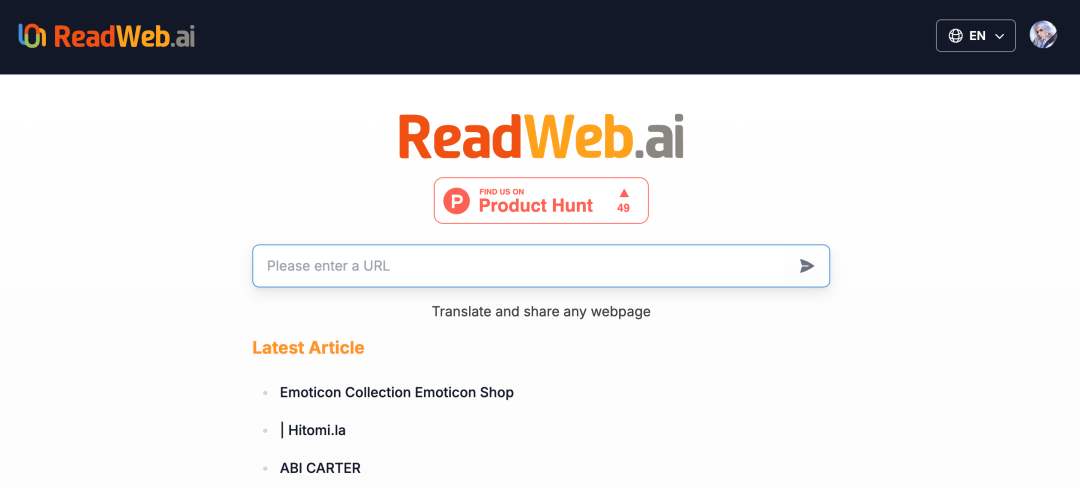 ReadWeb.ai
EN
ReadWeb.ai
P
FIND US ON
Product Hunt
49
Please enter a URL
Translate and share any webpage
Latest Article
Emoticon Collection Emoticon Shop
| Hitomi.la
ABI CARTER